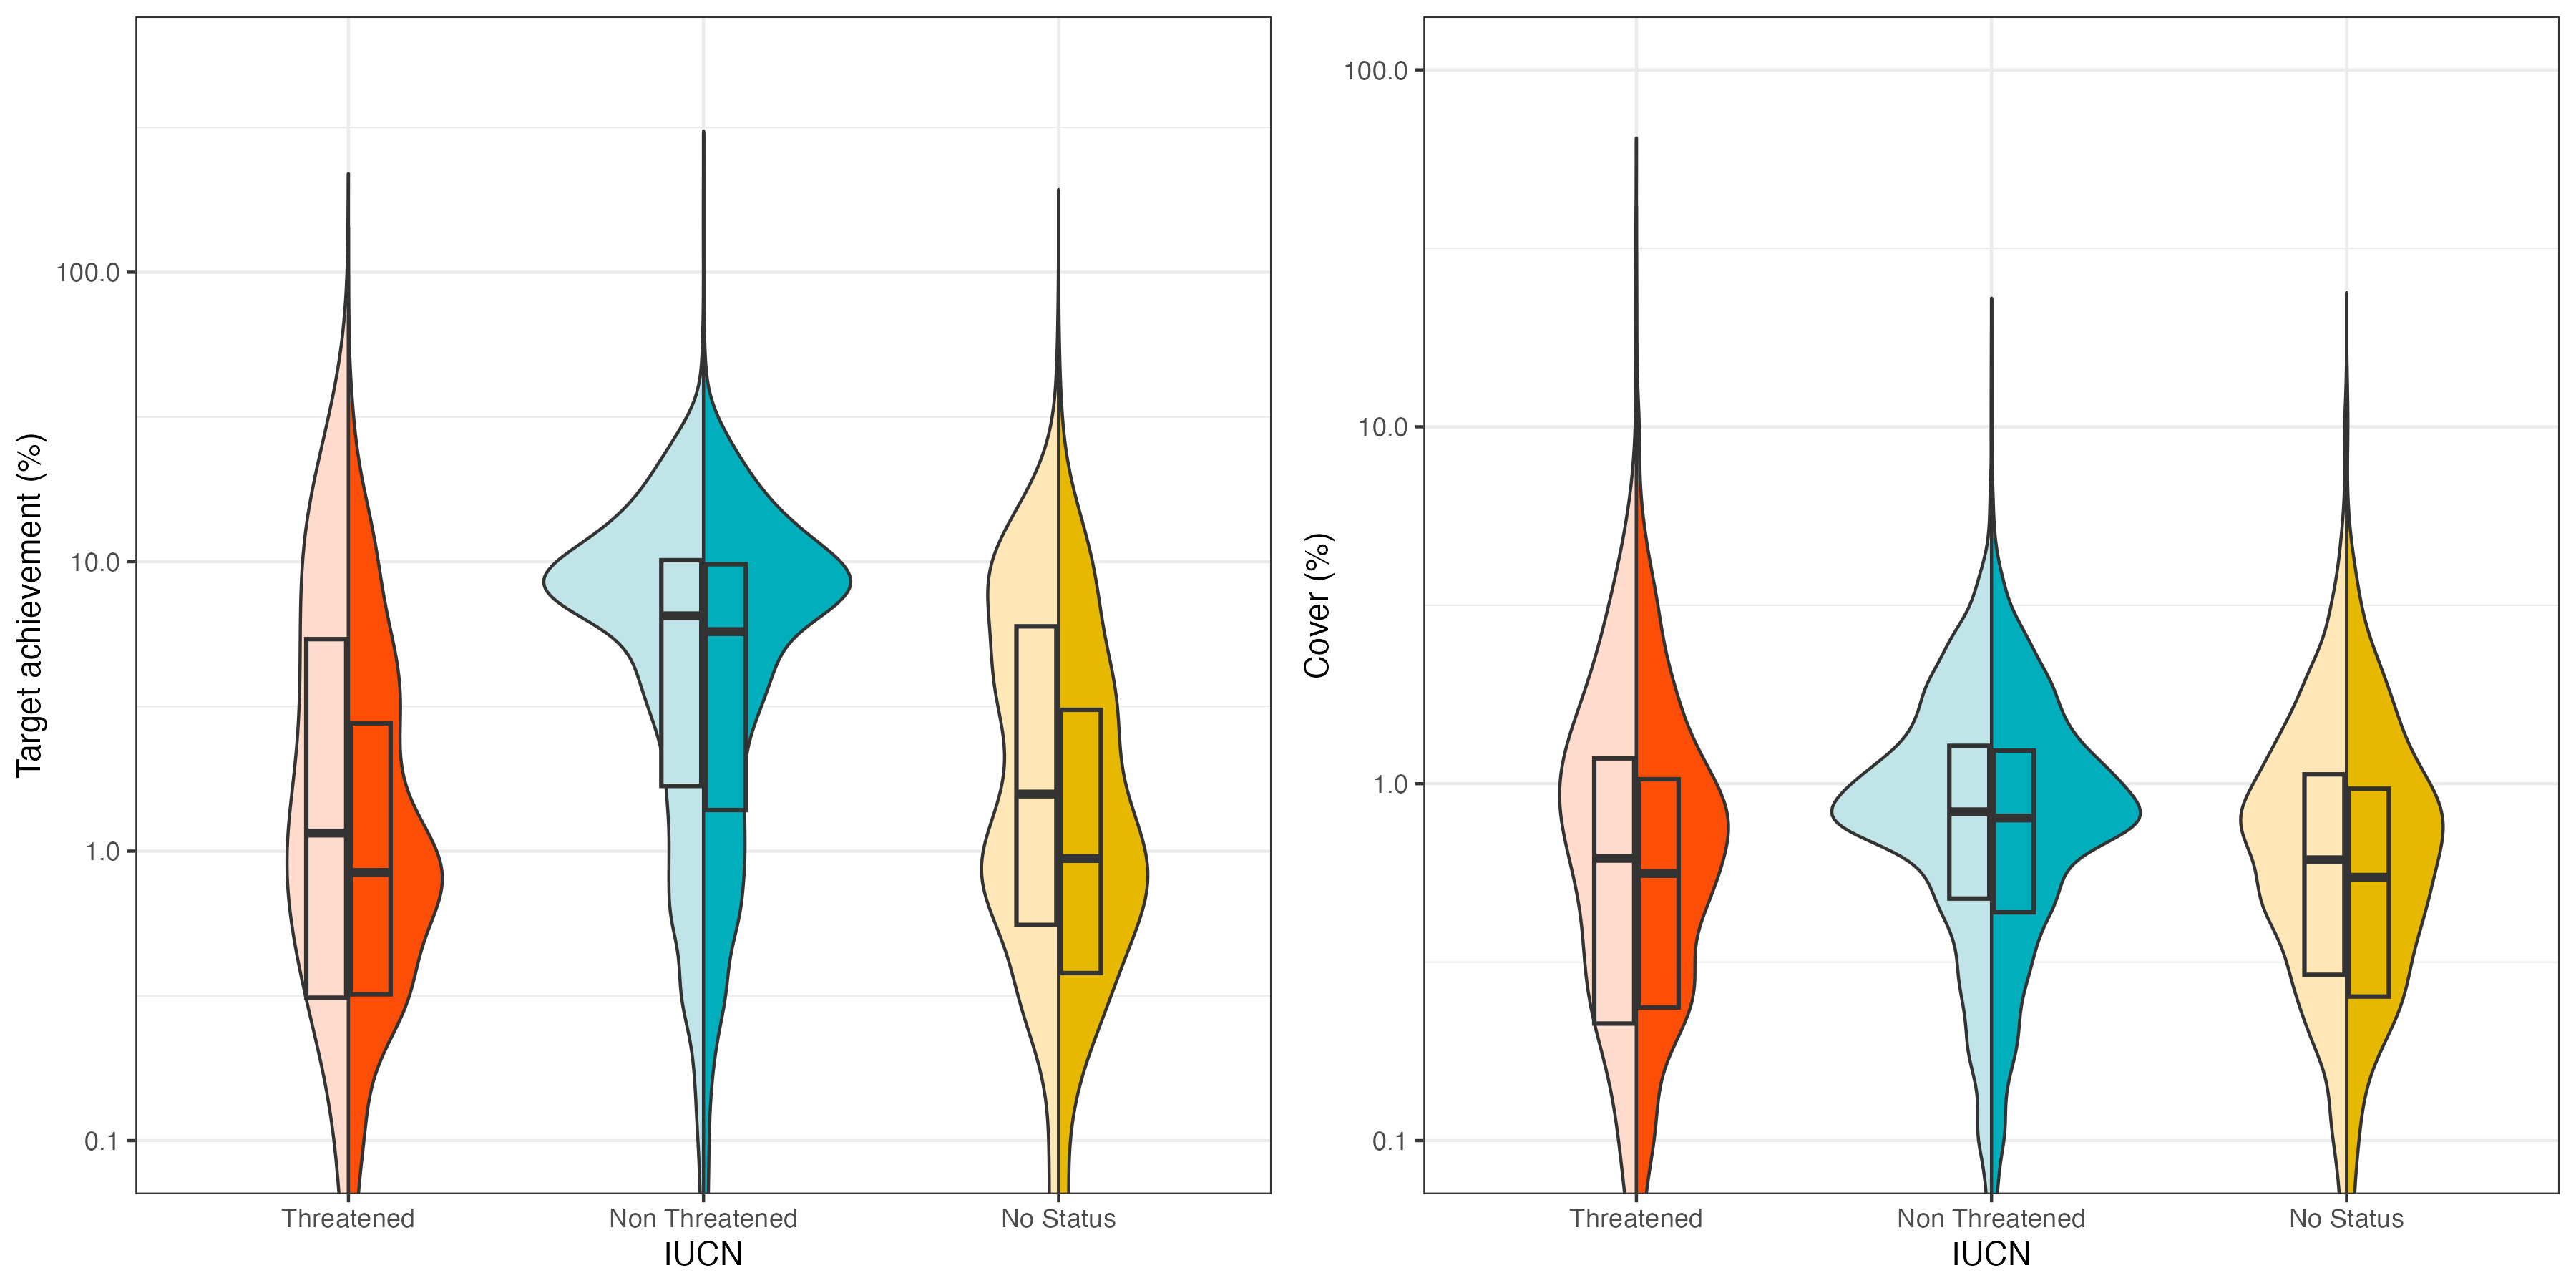 Target achievement (%)
100.0
10.0
1.0
0.1
Threatened
Non Threatened
No Status
IUCN
Cover (%)
100.0
10.0
1.0
0.1
Threatened
Non Threatened
No Status
IUCN